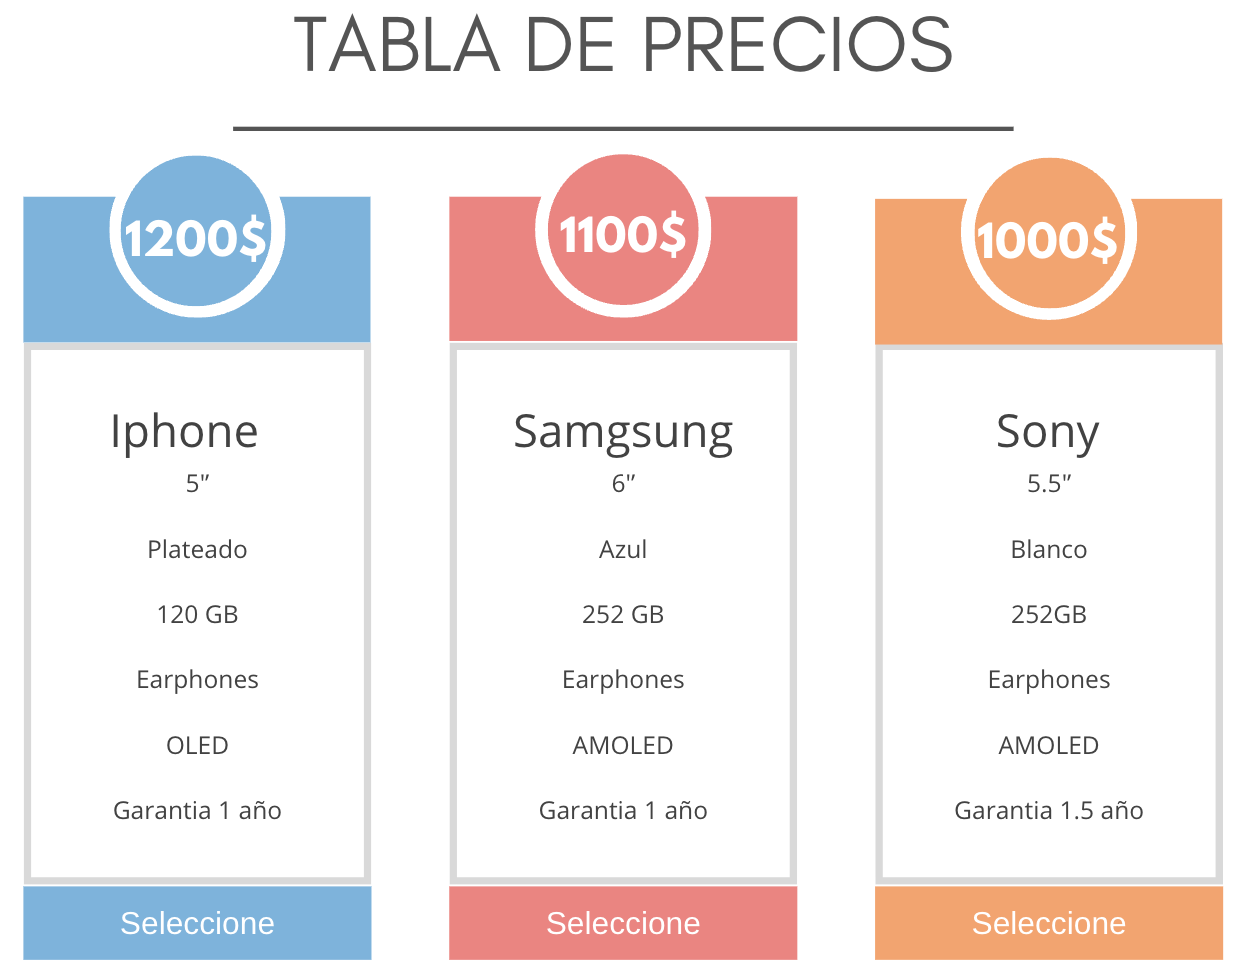 TABLA DE PRECIOS
1200$
Iphone
5”
Plateado
120 GB
Earphones
OLED
Garantia 1 año
Seleccione
1100$
Samgsung
6”
Azul
252 GB
Earphones
AMOLED
Garantia 1 año
Seleccione
1000$
Sony
5.5”
Blanco
252GB
Earphones
AMOLED
Garantia 1.5 año
Seleccione